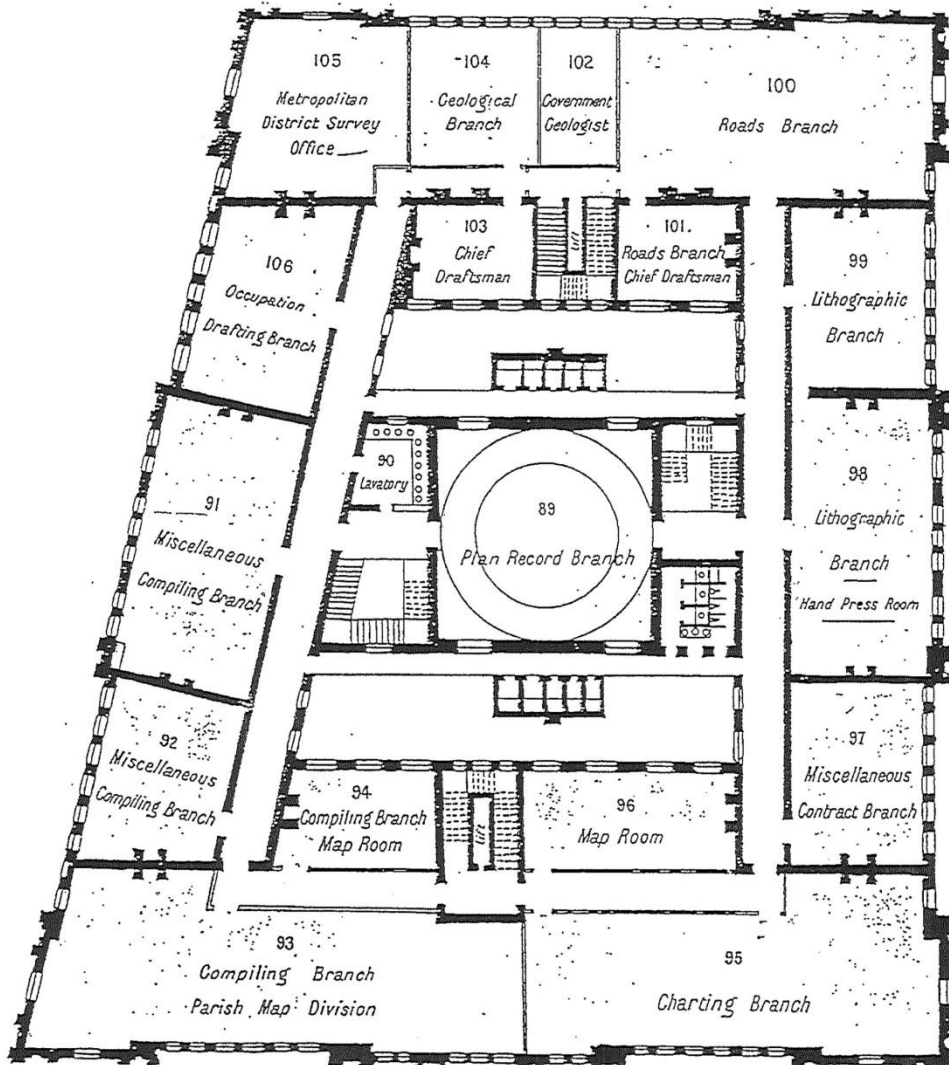 105
Metropolitan
District Survey
Office
104
Geological
Branch
102
Government
Geologist
100
Roads Branch
103
Chief
Draftsman
Lift
101.
Roads Branch
Chief Draftsman
106
Occupation
Drafting Branch
99
Lithographic
Branch
90
Lavatory
89
Plan Record Branch
91
Miscellaneous
Compiling Branch
98
Lithographic
Branch
Hand Press Room
92
Miscellaneous
Compiling Branch
94
Compiling Branch
Map Room
Lift
96
Map Room
97
Miscellaneous
Contract Branch
93
Compiling Branch
Parish Map Division
95
Charting Branch